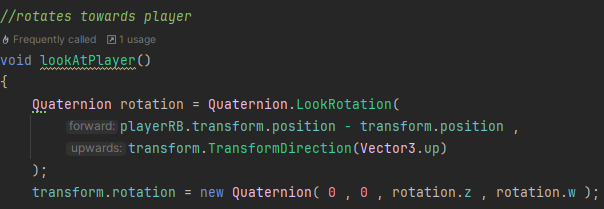 //rotates towards player
Frequently called 1 usage
void lookAtPlayer()
{
Quaternion rotation = Quaternion.LookRotation(
forward: playerRB.transform.position - transform.position ,
upwards: transform.TransformDirection(Vector3.up)
);
transform.rotation = new Quaternion( 0 , 0 , rotation.z , rotation.w );